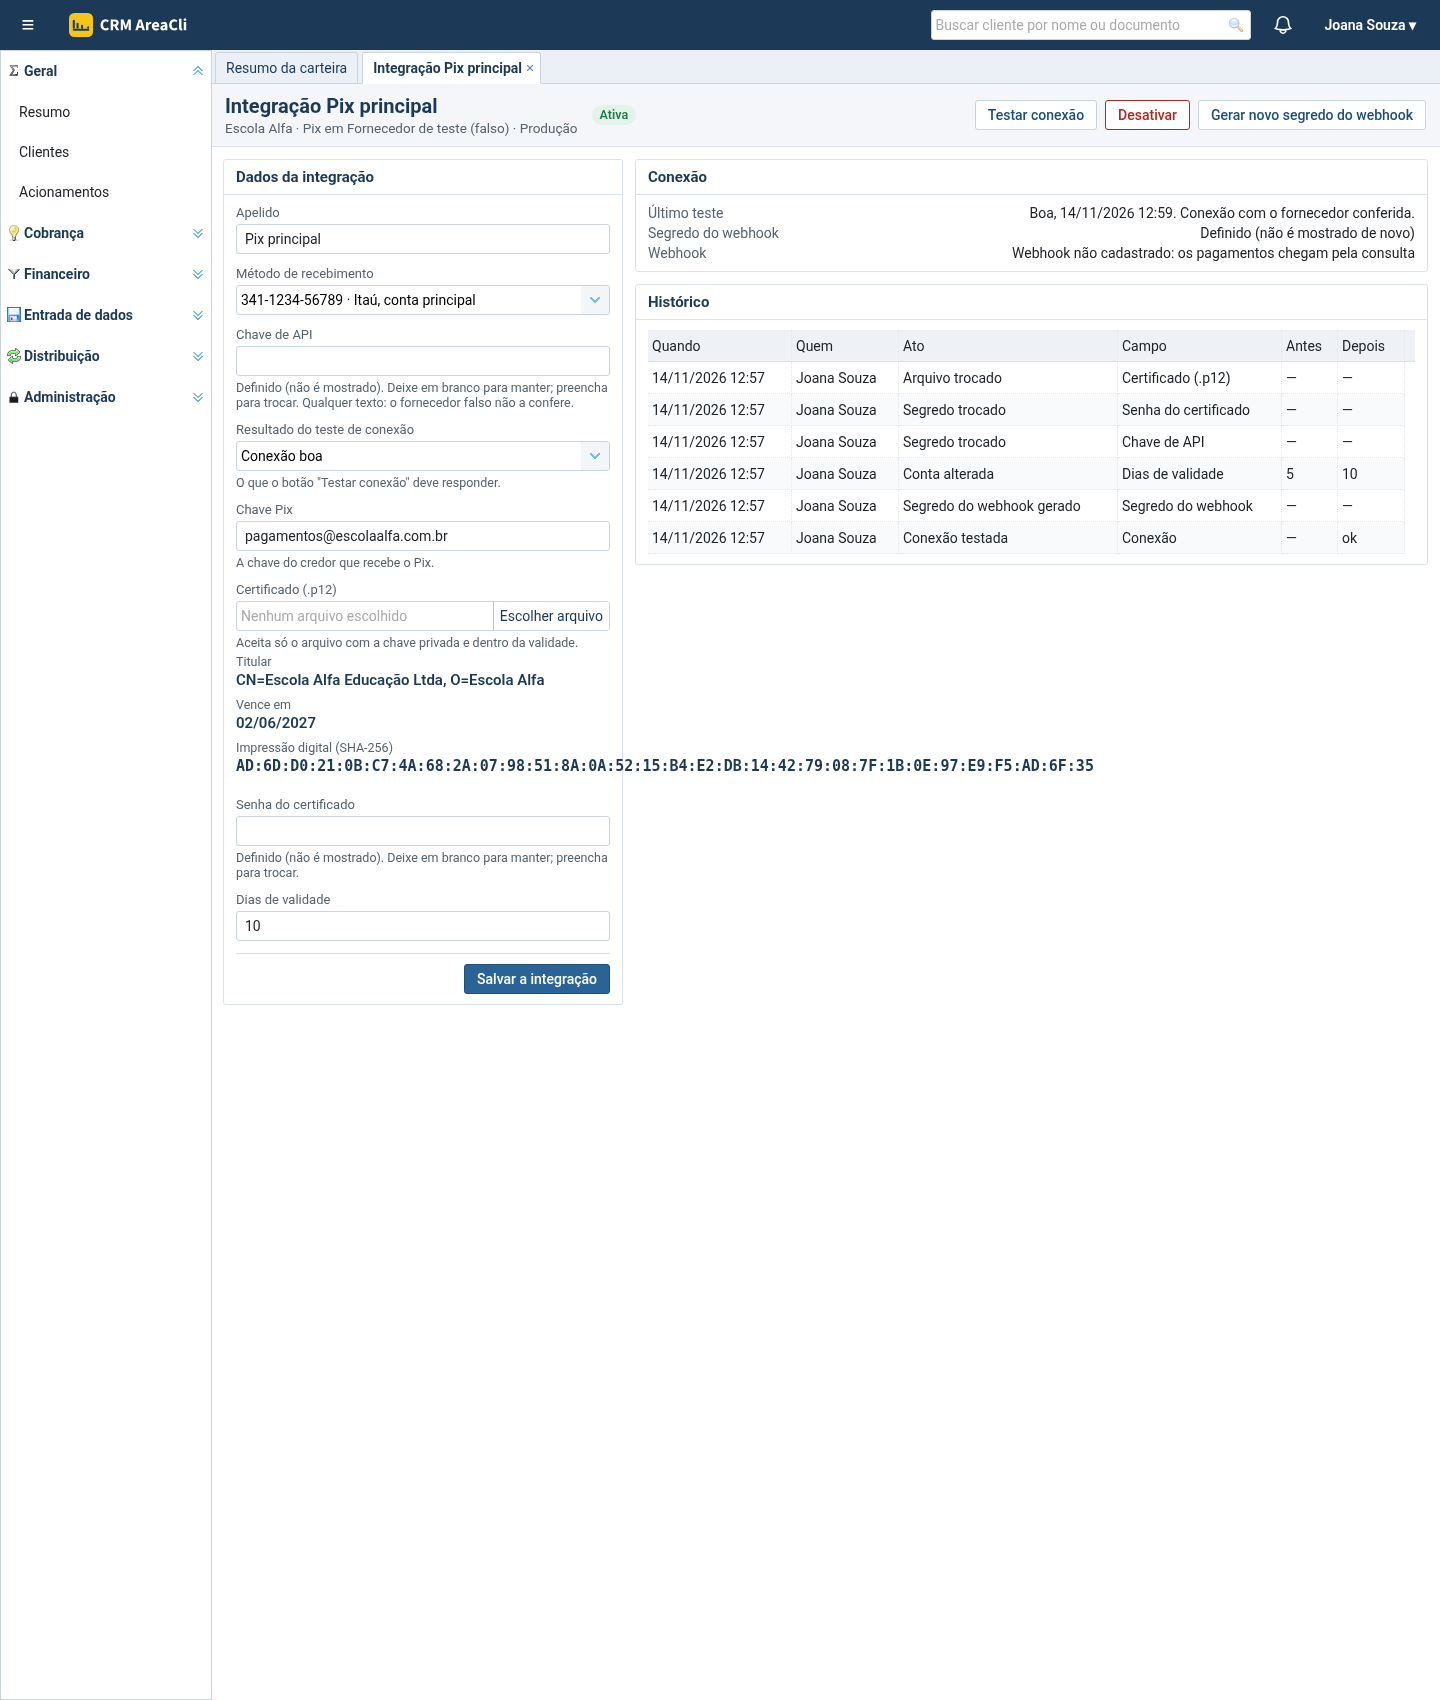 ≡ CRM AreaCli Buscar cliente por nome ou documento Joana Souza ▾
Σ Geral
Resumo
Clientes
Acionamentos
Cobrança
Financeiro
Entrada de dados
Distribuição
Administração
Resumo da carteira Integração Pix principal ×
Integração Pix principal
Escola Alfa · Pix em Fornecedor de teste (falso) · Produção
Ativa
Testar conexão Desativar Gerar novo segredo do webhook
Dados da integração
Apelido
Pix principal
Método de recebimento
341-1234-56789 · Itaú, conta principal
Chave de API
Definido (não é mostrado). Deixe em branco para manter; preencha
para trocar. Qualquer texto: o fornecedor falso não a confere.
Resultado do teste de conexão
Conexão boa
O que o botão "Testar conexão" deve responder.
Chave Pix
pagamentos@escolaalfa.com.br
A chave do credor que recebe o Pix.
Certificado (.p12)
Nenhum arquivo escolhido Escolher arquivo
Aceita só o arquivo com a chave privada e dentro da validade.
Titular
CN=Escola Alfa Educação Ltda, O=Escola Alfa
Vence em
02/06/2027
Impressão digital (SHA-256)
AD:6D:D0:21:0B:C7:4A:68:2A:07:98:51:8A:0A:52:15:B4:E2:DB:14:42:79:08:7F:1B:0E:97:E9:F5:AD:6F:35
Senha do certificado
Definido (não é mostrado). Deixe em branco para manter; preencha
para trocar.
Dias de validade
10
Salvar a integração
Conexão
Último teste Boa, 14/11/2026 12:59. Conexão com o fornecedor conferida.
Segredo do webhook Definido (não é mostrado de novo)
Webhook Webhook não cadastrado: os pagamentos chegam pela consulta
Histórico
Quando Quem Ato Campo Antes Depois
14/11/2026 12:57 Joana Souza Arquivo trocado Certificado (.p12) — —
14/11/2026 12:57 Joana Souza Segredo trocado Senha do certificado — —
14/11/2026 12:57 Joana Souza Segredo trocado Chave de API — —
14/11/2026 12:57 Joana Souza Conta alterada Dias de validade 5 10
14/11/2026 12:57 Joana Souza Segredo do webhook gerado Segredo do webhook — —
14/11/2026 12:57 Joana Souza Conexão testada Conexão — ok